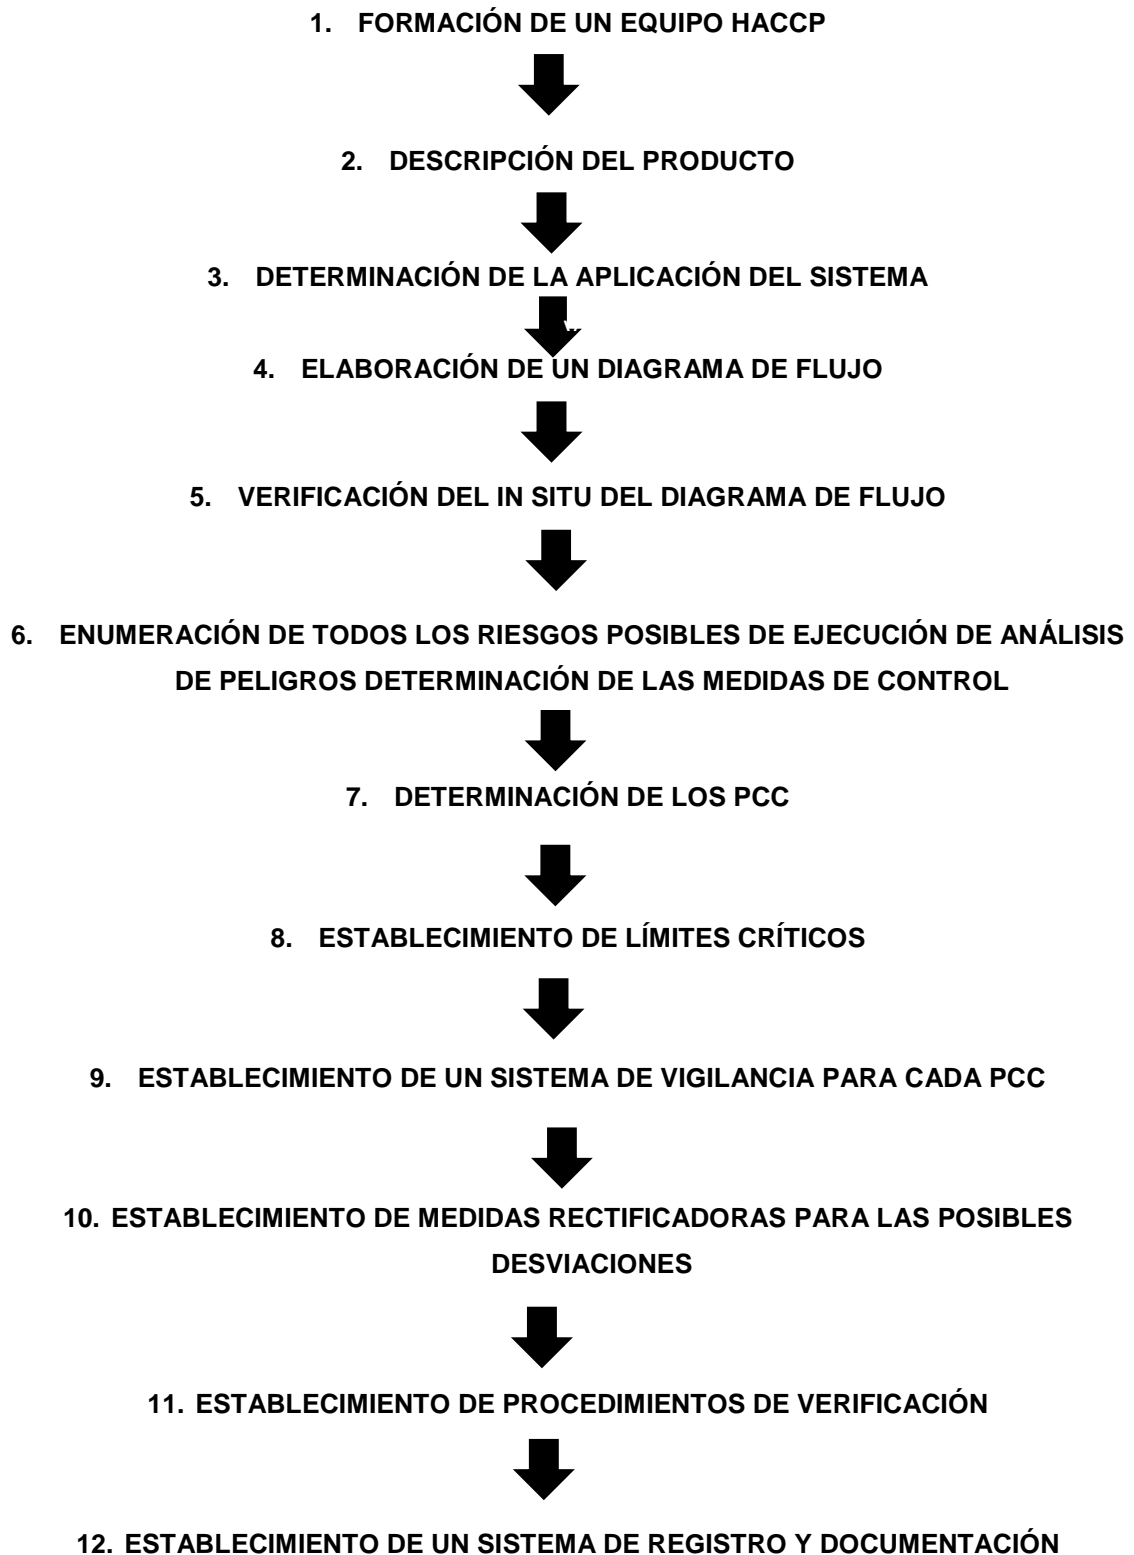 1. FORMACIÓN DE UN EQUIPO HACCP
2. DESCRIPCIÓN DEL PRODUCTO
3. DETERMINACIÓN DE LA APLICACIÓN DEL SISTEMA
4. ELABORACIÓN DE UN DIAGRAMA DE FLUJO
5. VERIFICACIÓN DEL IN SITU DEL DIAGRAMA DE FLUJO
6. ENUMERACIÓN DE TODOS LOS RIESGOS POSIBLES DE EJECUCIÓN DE ANÁLISIS
DE PELIGROS DETERMINACIÓN DE LAS MEDIDAS DE CONTROL
7. DETERMINACIÓN DE LOS PCC
8. ESTABLECIMIENTO DE LÍMITES CRÍTICOS
9. ESTABLECIMIENTO DE UN SISTEMA DE VIGILANCIA PARA CADA PCC
10. ESTABLECIMIENTO DE MEDIDAS RECTIFICADORAS PARA LAS POSIBLES
DESVIACIONES
11. ESTABLECIMIENTO DE PROCEDIMIENTOS DE VERIFICACIÓN
12. ESTABLECIMIENTO DE UN SISTEMA DE REGISTRO Y DOCUMENTACIÓN